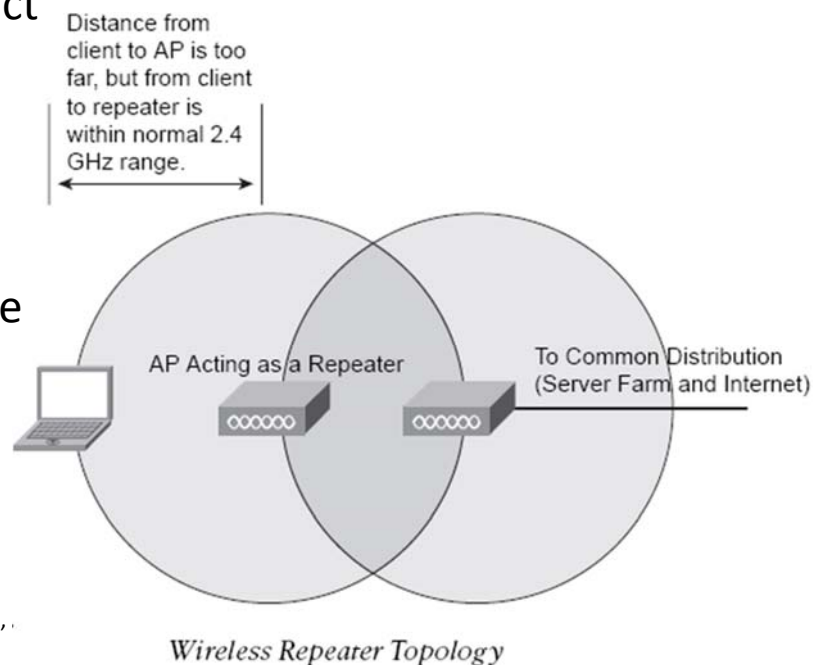 ct
Distance from
client to AP is too
far, but from client
to repeater is
within normal 2.4
GHz range.
e
AP Acting as a Repeater
To Common Distribution
(Server Farm and Internet)
Wireless Repeater Topology